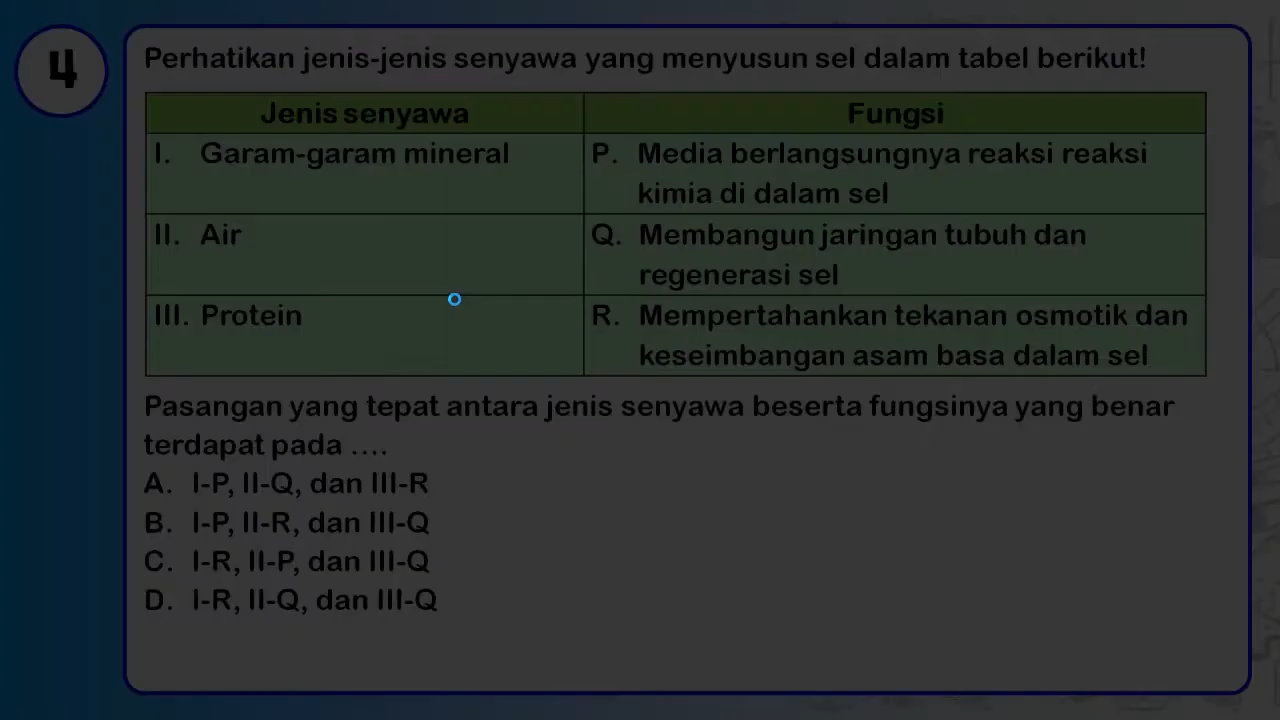 4
Perhatikan jenis-jenis senyawa yang menyusun sel dalam tabel berikut!
Jenis senyawa Fungsi
I. Garam-garam mineral P. Media berlangsungnya reaksi reaksi
kimia di dalam sel
II. Air Q. Membangun jaringan tubuh dan
regenerasi sel
III. Protein R. Mempertahankan tekanan osmotik dan
keseimbangan asam basa dalam sel
Pasangan yang tepat antara jenis senyawa beserta fungsinya yang benar
terdapat pada ....
A. I-P, II-Q, dan III-R
B. I-P, II-R, dan III-Q
C. I-R, II-P, dan III-Q
D. I-R, II-Q, dan III-Q